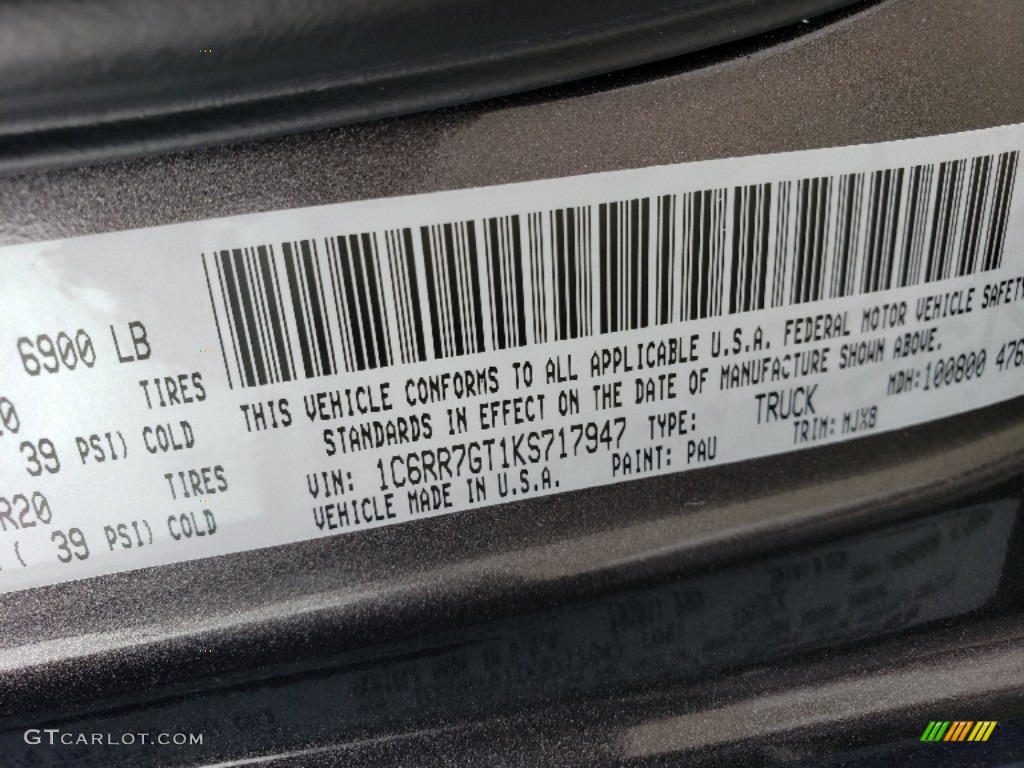 6900 LB
TIRES
39 PSI) COLD
R20 TIRES
( 39 PSI) COLD
THIS VEHICLE CONFORMS TO ALL APPLICABLE U.S.A. FEDERAL MOTOR VEHICLE SAFETY
STANDARDS IN EFFECT ON THE DATE OF MANUFACTURE SHOWN ABOVE.
VIN: 1C6RR7GT1KS717947 TYPE: TRUCK MDH:100800 476
VEHICLE MADE IN U.S.A. PAINT: PAU TRIM: MJX8
GTCARLOT.COM